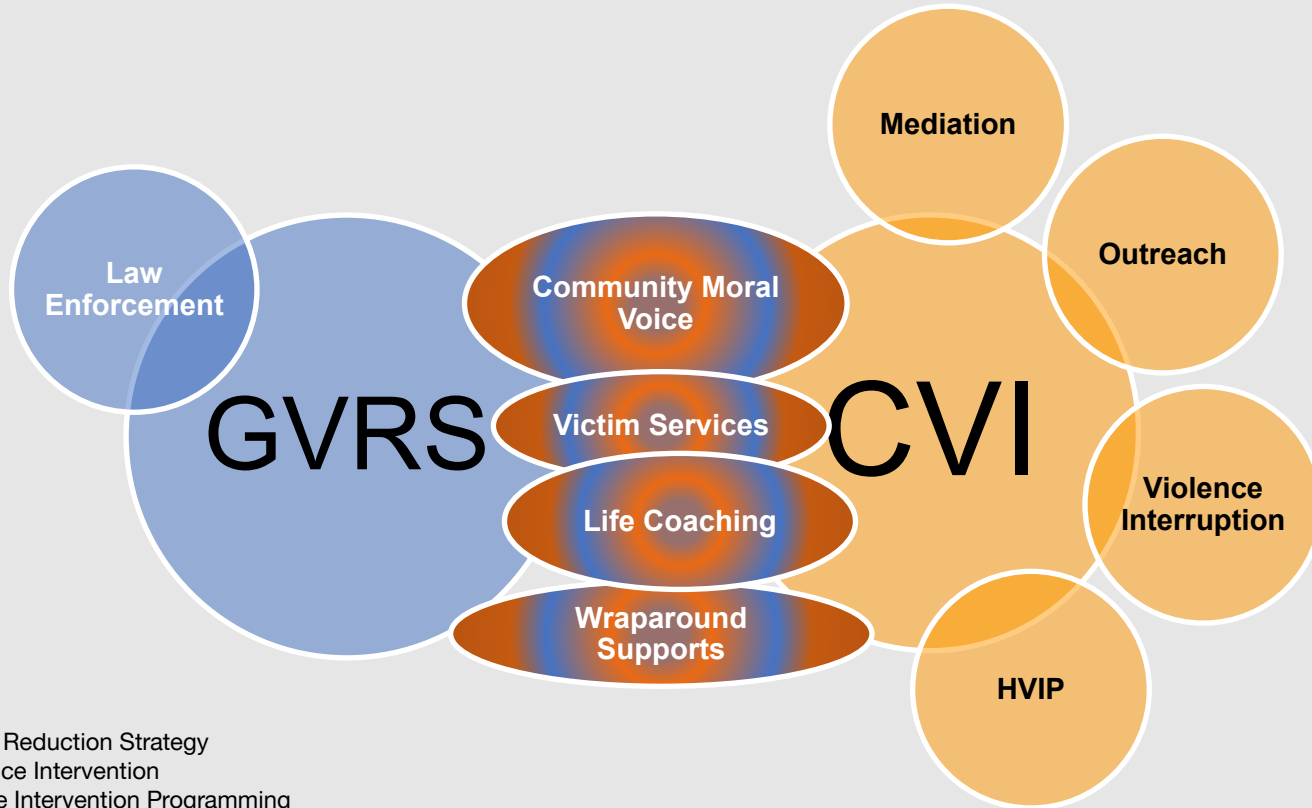 Mediation
Outreach
Law
Enforcement
Community Moral
Voice
GVRS
Victim Services
CVI
Life Coaching
Violence
Interruption
Wraparound
Supports
HVIP
Reduction Strategy
ce Intervention
e Intervention Programming